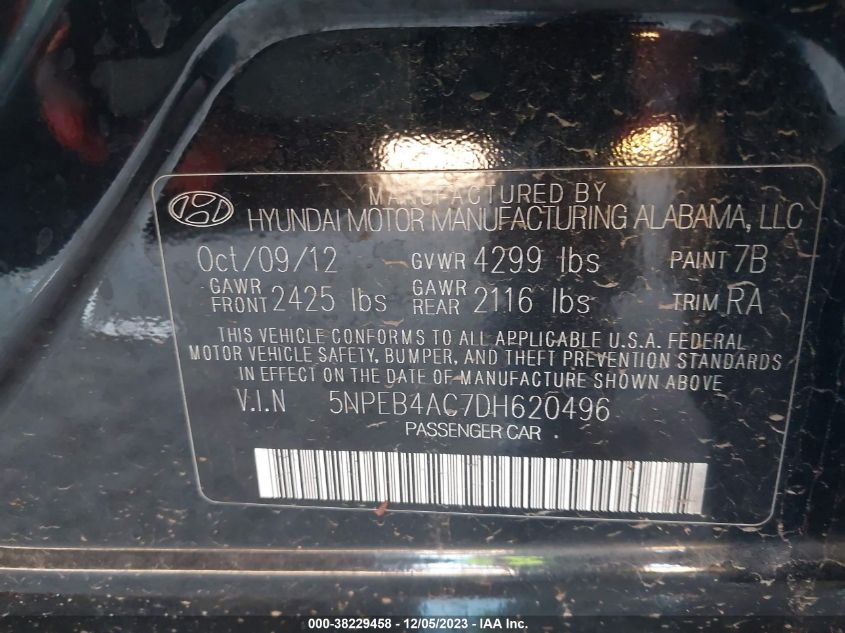 MANUFACTURED BY
HYUNDAI MOTOR MANUFACTURING ALABAMA, LLC
Oct/09/12 GVWR 4299 lbs PAINT 7B
GAWR FRONT 2425 lbs GAWR REAR 2116 lbs TRIM RA
THIS VEHICLE CONFORMS TO ALL APPLICABLE U.S.A. FEDERAL
MOTOR VEHICLE SAFETY, BUMPER, AND THEFT PREVENTION STANDARDS
IN EFFECT ON THE DATE OF MANUFACTURE SHOWN ABOVE
V.I.N 5NPEB4AC7DH620496
PASSENGER CAR
000-38229458 - 12/05/2023 - IAA Inc.